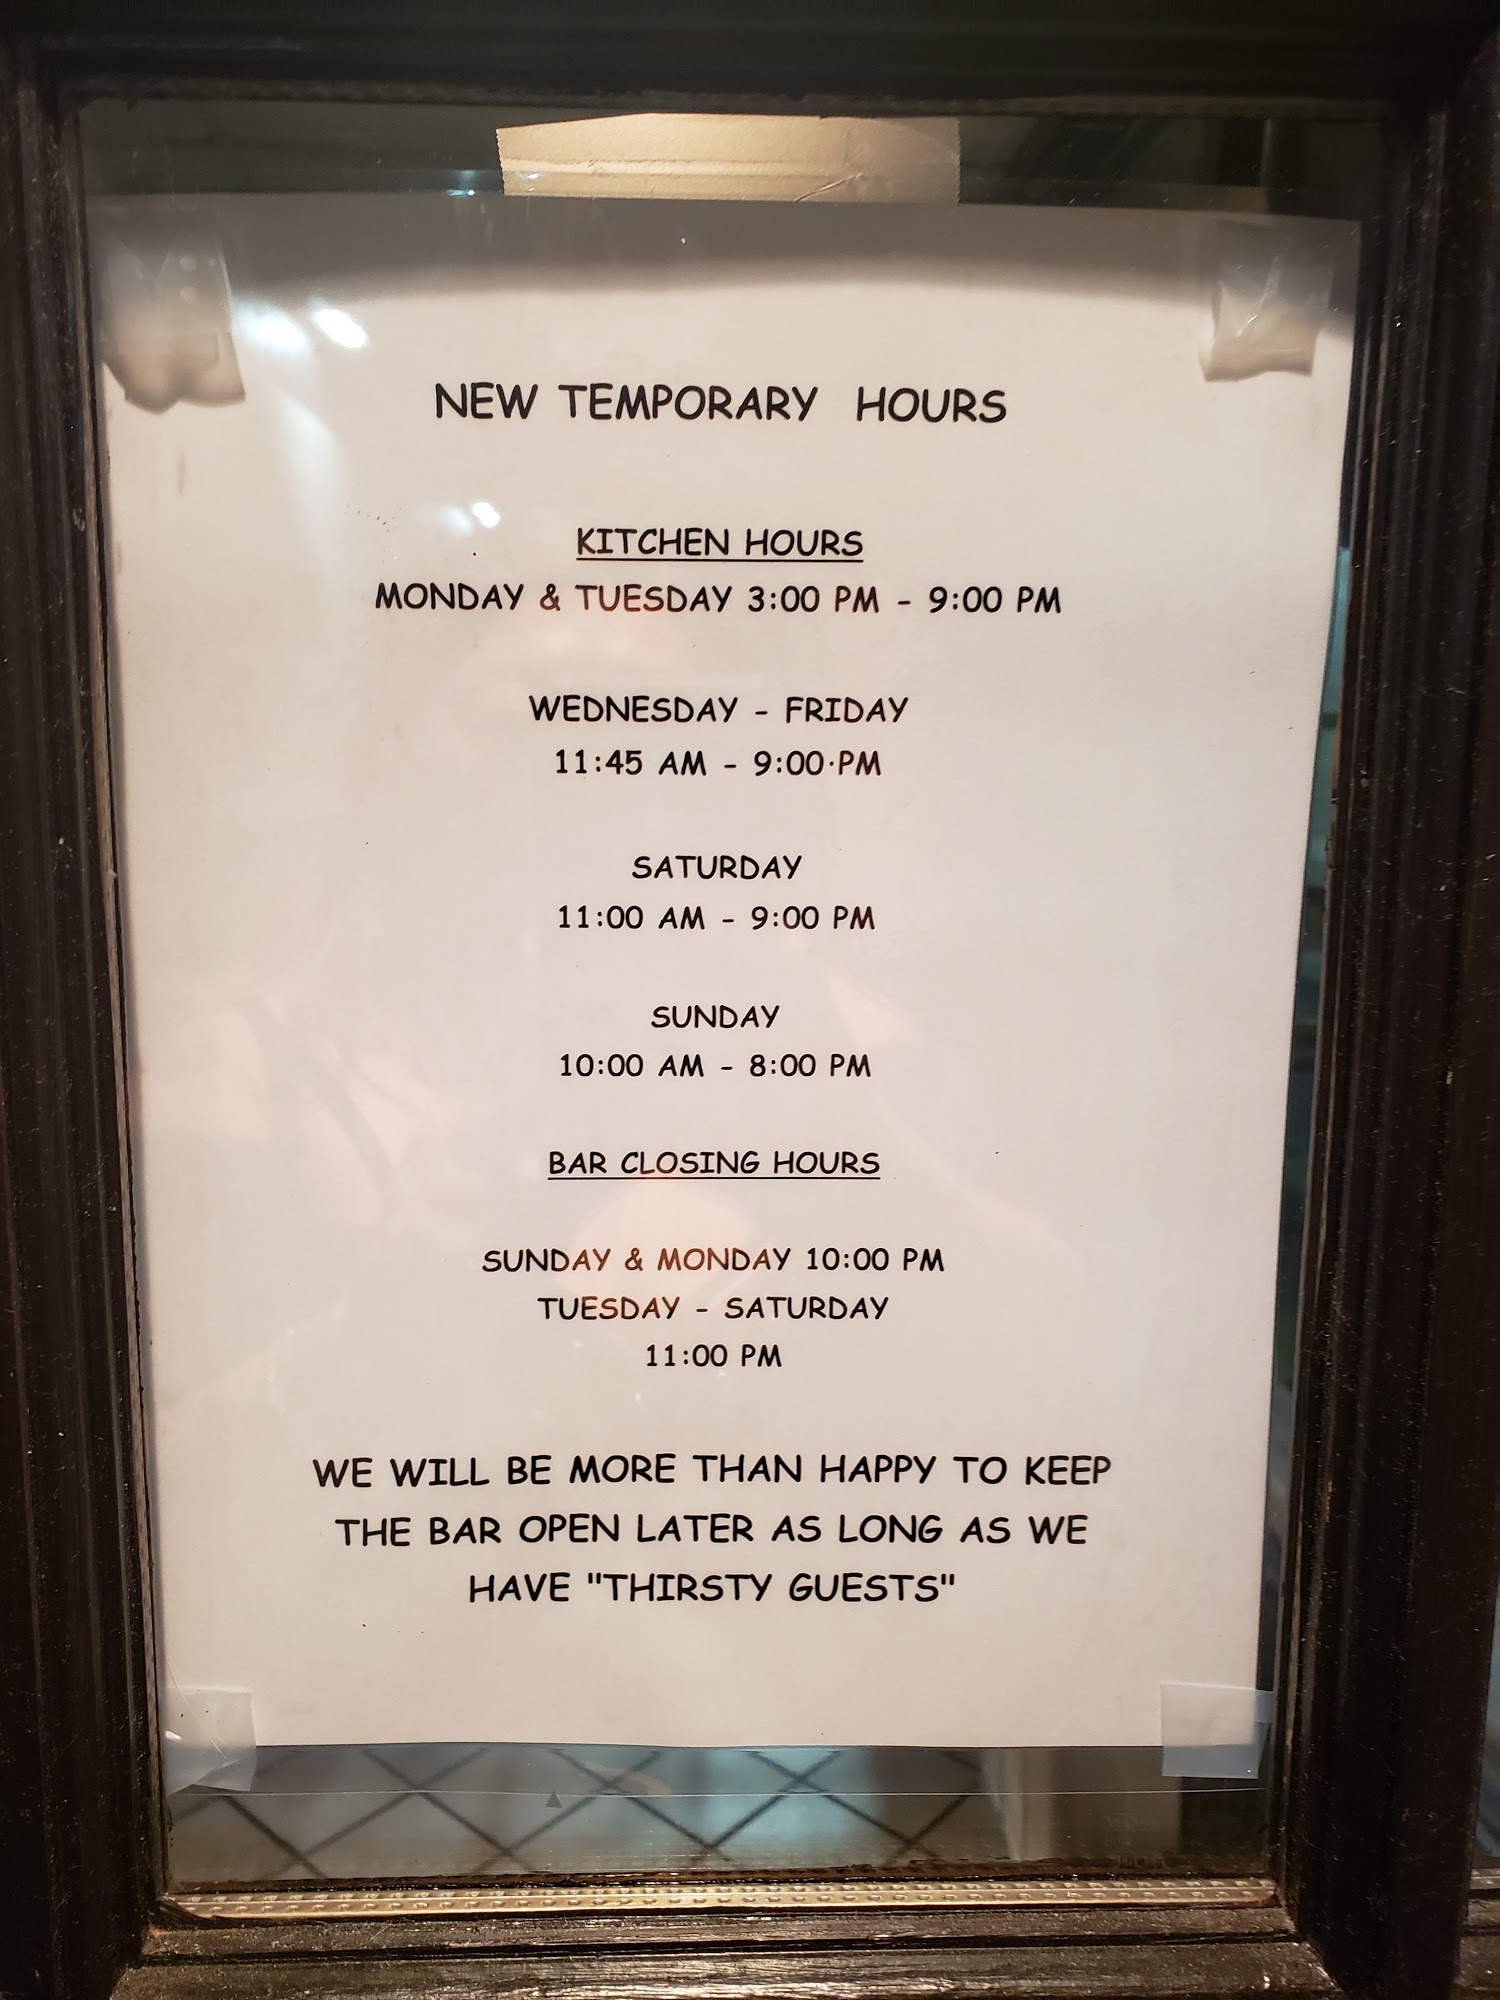 NEW TEMPORARY HOURS
KITCHEN HOURS
MONDAY & TUESDAY 3:00 PM - 9:00 PM
WEDNESDAY - FRIDAY
11:45 AM - 9:00 PM
SATURDAY
11:00 AM - 9:00 PM
SUNDAY
10:00 AM - 8:00 PM
BAR CLOSING HOURS
SUNDAY & MONDAY 10:00 PM
TUESDAY - SATURDAY
11:00 PM
WE WILL BE MORE THAN HAPPY TO KEEP
THE BAR OPEN LATER AS LONG AS WE
HAVE "THIRSTY GUESTS"